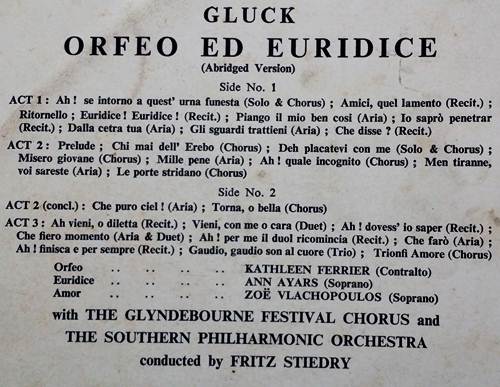 GLUCK
ORFEO ED EURIDICE
(Abridged Version)
Side No. 1
ACT 1 : Ah ! se intorno a quest' urna funesta (Solo & Chorus) ; Amici, quel lamento (Recit.) ;
Ritornello ; Euridice ! Euridice ! (Recit.) ; Piango il mio ben cosi (Aria) ; Io saprò penetrar
(Recit.) ; Dalla cetra tua (Aria) ; Gli sguardi trattieni (Aria) ; Che disse ? (Recit.)
ACT 2 : Prelude ; Chi mai dell' Erebo (Chorus) ; Deh placatevi con me (Solo & Chorus) ;
Misero giovane (Chorus) ; Mille pene (Aria) ; Ah ! quale incognito (Chorus) ; Men tiranne,
voi sareste (Aria) ; Le porte stridano (Chorus)
Side No. 2
ACT 2 (concl.) : Che puro ciel ! (Aria) ; Torna, o bella (Chorus)
ACT 3 : Ah vieni, o diletta (Recit.) ; Vieni, con me o cara (Duet) ; Ah ! dovess' io saper (Recit.) ;
Che fiero momento (Aria & Duet) ; Ah ! per me il duol ricomincia (Recit.) ; Che farò (Aria) ;
Ah ! finisca e per sempre (Recit.) ; Gaudio, gaudio son al cuore (Trio) ; Trionfi Amore (Chorus)
Orfeo .. .. .. .. KATHLEEN FERRIER (Contralto)
Euridice .. .. .. .. ANN AYARS (Soprano)
Amor .. .. .. .. ZOË VLACHOPOULOS (Soprano)
with THE GLYNDEBOURNE FESTIVAL CHORUS and
THE SOUTHERN PHILHARMONIC ORCHESTRA
conducted by FRITZ STIEDRY